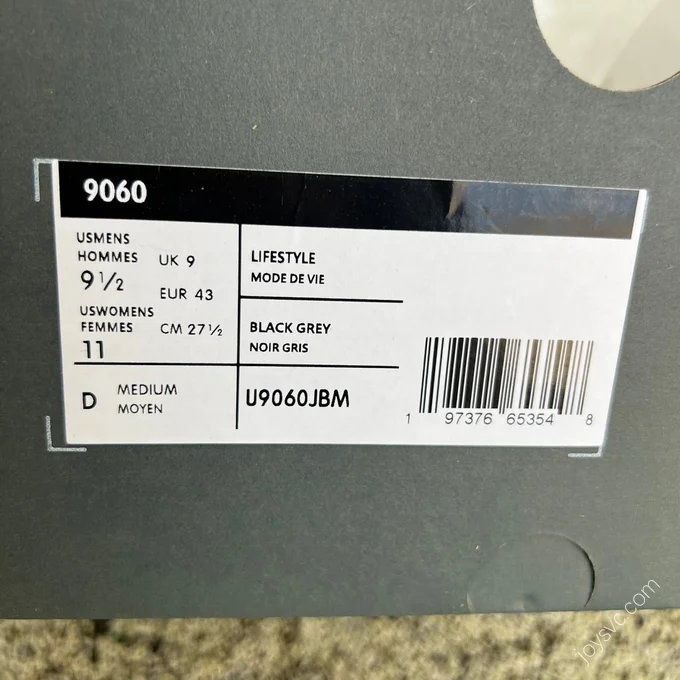 9060
USMENS
HOMMES
9 1/2
UK 9
EUR 43
USWOMENS
FEMMES
11
CM 27 1/2
LIFESTYLE
MODE DE VIE
BLACK GREY
NOIR GRIS
D
MEDIUM
MOYEN
U9060JBM
1 97376 65354 8
joysvc.com